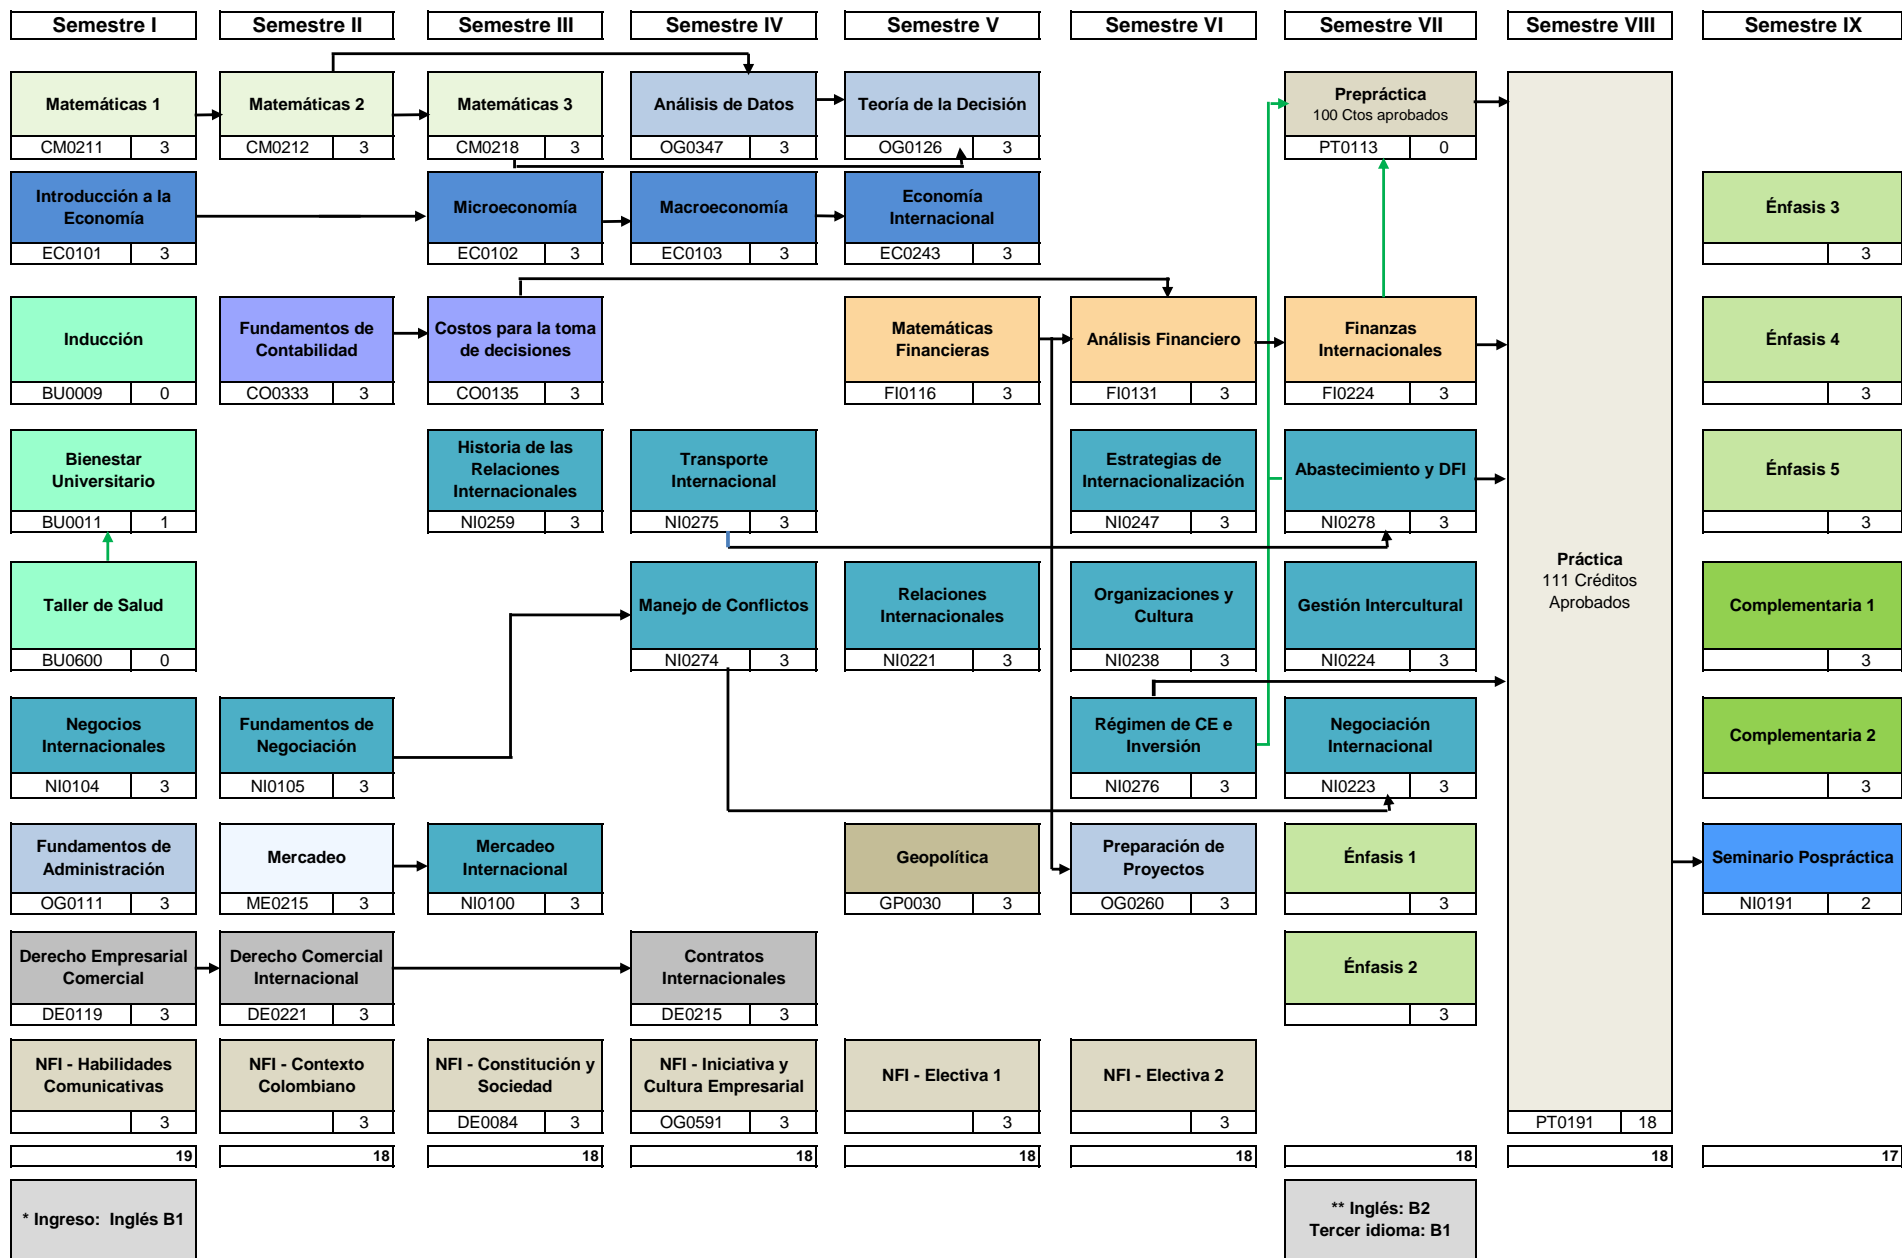 Semestre I Semestre II Semestre III Semestre IV Semestre V Semestre VI Semestre VII Semestre VIII Semestre IX
Matemáticas 1
CM0211 3
Matemáticas 2
CM0212 3
Matemáticas 3
CM0218 3
Análisis de Datos
OG0347 3
Teoría de la Decisión
OG0126 3
Prepráctica
100 Ctos aprobados
PT0113 0
Introducción a la
Economía
EC0101 3
Microeconomía
EC0102 3
Macroeconomía
EC0103 3
Economía
Internacional
EC0243 3
Énfasis 3
3
Inducción
BU0009 0
Fundamentos de
Contabilidad
CO0333 3
Costos para la toma
de decisiones
CO0135 3
Matemáticas
Financieras
FI0116 3
Análisis Financiero
FI0131 3
Finanzas
Internacionales
FI0224 3
Énfasis 4
3
Bienestar
Universitario
BU0011 1
Historia de las
Relaciones
Internacionales
NI0259 3
Transporte
Internacional
NI0275 3
Estrategias de
Internacionalización
NI0247 3
Abastecimiento y DFI
NI0278 3
Énfasis 5
3
Práctica
111 Créditos
Aprobados
PT0191 18
Taller de Salud
BU0600 0
Manejo de Conflictos
NI0274 3
Relaciones
Internacionales
NI0221 3
Organizaciones y
Cultura
NI0238 3
Gestión Intercultural
NI0224 3
Complementaria 1
3
Negocios
Internacionales
NI0104 3
Fundamentos de
Negociación
NI0105 3
Régimen de CE e
Inversión
NI0276 3
Negociación
Internacional
NI0223 3
Complementaria 2
3
Fundamentos de
Administración
OG0111 3
Mercadeo
ME0215 3
Mercadeo
Internacional
NI0100 3
Geopolítica
GP0030 3
Preparación de
Proyectos
OG0260 3
Énfasis 1
3
Seminario Pospráctica
NI0191 2
Derecho Empresarial
Comercial
DE0119 3
Derecho Comercial
Internacional
DE0221 3
Contratos
Internacionales
DE0215 3
Énfasis 2
3
NFI - Habilidades
Comunicativas
3
NFI - Contexto
Colombiano
3
NFI - Constitución y
Sociedad
DE0084 3
NFI - Iniciativa y
Cultura Empresarial
OG0591 3
NFI - Electiva 1
3
NFI - Electiva 2
3
19 18 18 18 18 18 18 18 17
* Ingreso: Inglés B1
** Inglés: B2
Tercer idioma: B1